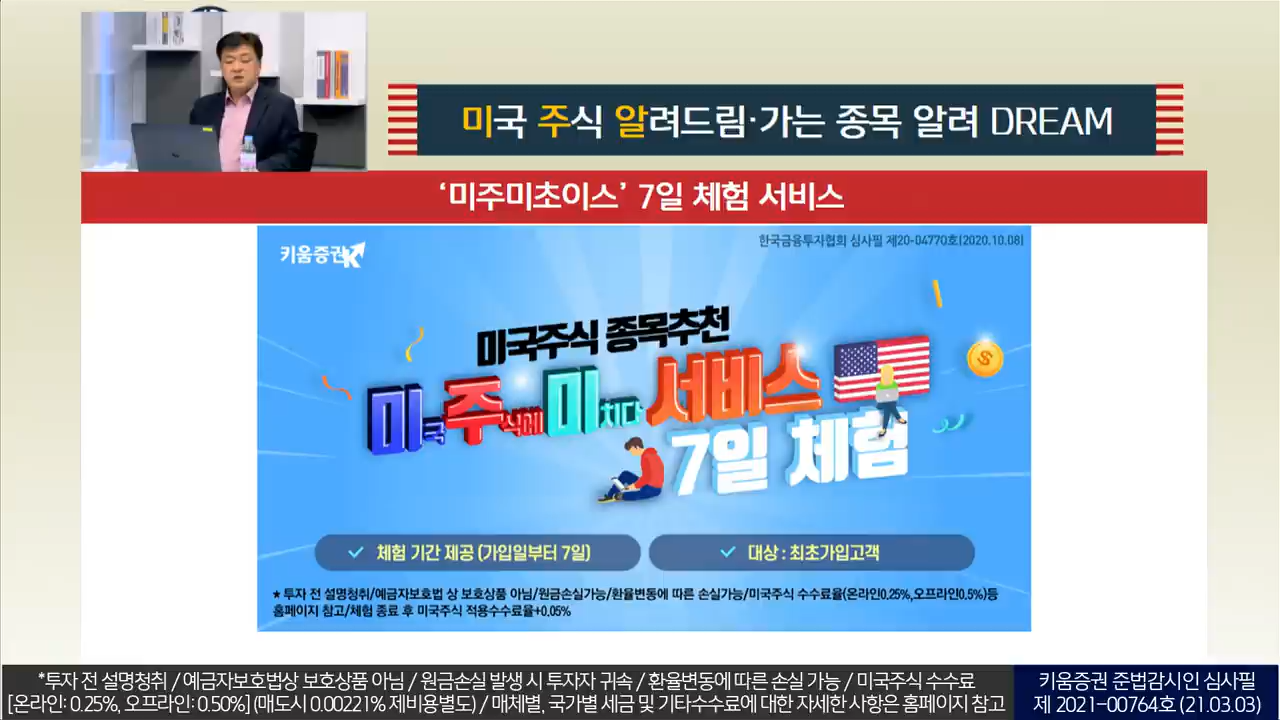 미국 주식 알려드림·가는 종목 알려 DREAM
‘미주미초이스’ 7일 체험 서비스
키움증권
한국금융투자협회 심사필 제20-04770호(2020.10.08)
미국주식 종목추천
미국주식에미치다 서비스
7일 체험
체험 기간 제공 (가입일부터 7일)
대상 : 최초가입고객
* 투자 전 설명청취/예금자보호법 상 보호상품 아님/원금손실가능/환율변동에 따른 손실가능/미국주식 수수료율(온라인0.25%,오프라인0.5%)등
홈페이지 참고/체험 종료 후 미국주식 적용수수료율+0.05%
*투자 전 설명청취 / 예금자보호법상 보호상품 아님 / 원금손실 발생 시 투자자 귀속 / 환율변동에 따른 손실 가능 / 미국주식 수수료
[온라인: 0.25%, 오프라인: 0.50%] (매도시 0.00221% 제비용별도) / 매체별, 국가별 세금 및 기타수수료에 대한 자세한 사항은 홈페이지 참고
키움증권 준법감시인 심사필
제 2021-00764호 (21.03.03)